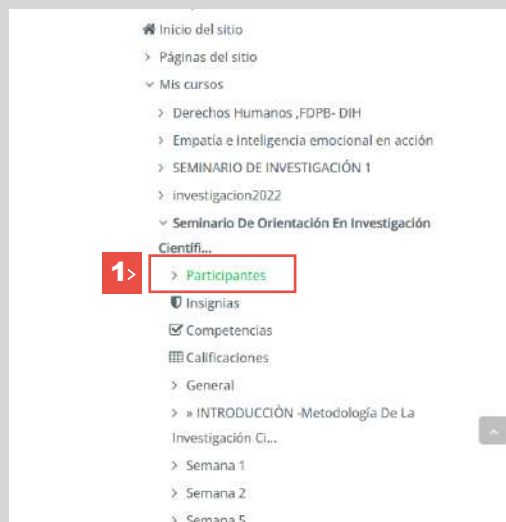 Inicio del sitio
> Páginas del sitio
Mis cursos
> Derechos Humanos ,FDPB- DIH
> Empatía e inteligencia emocional en acción
> SEMINARIO DE INVESTIGACIÓN 1
> investigacion2022
Seminario De Orientación En Investigación
Científi...
1>
> Participantes
Insignias
Competencias
Calificaciones
> General
> » INTRODUCCIÓN -Metodología De La
Investigación Ci...
> Semana 1
> Semana 2
> Semana 5